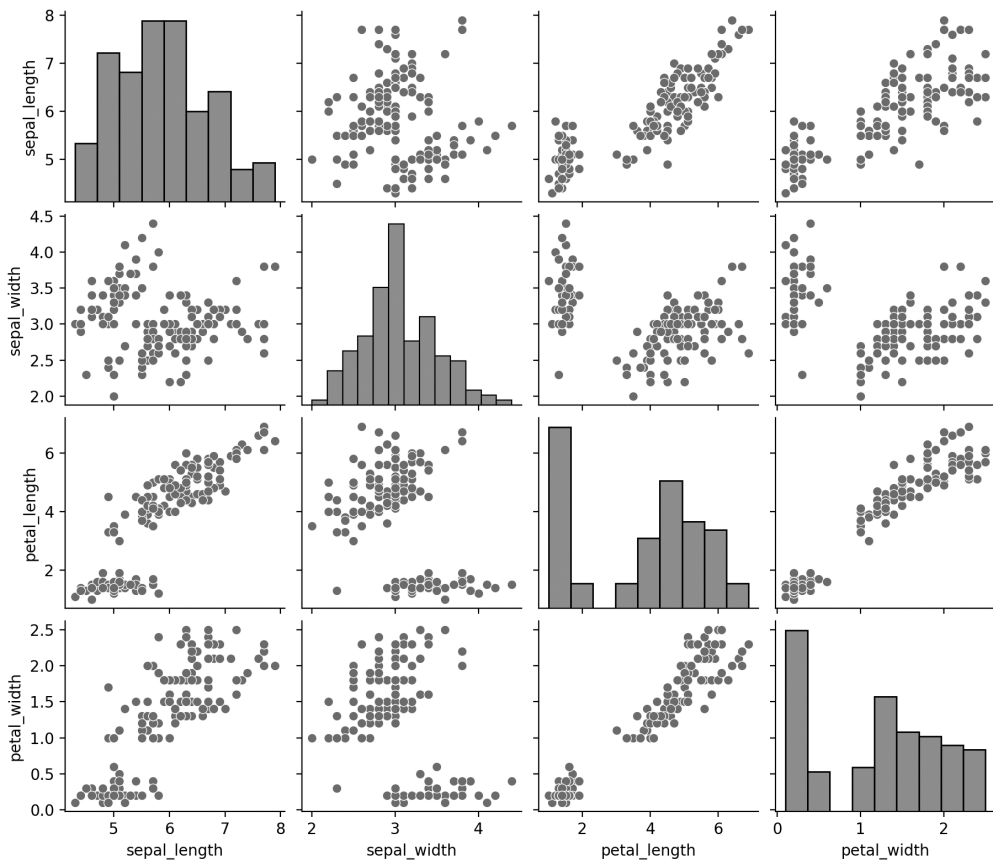 sepal_length
8
7
6
5
sepal_width
4.5
4.0
3.5
3.0
2.5
2.0
petal_length
6
4
2
petal_width
2.5
2.0
1.5
1.0
0.5
0.0
5 6 7 8
2 3 4
2 4 6
0 1 2
sepal_length sepal_width petal_length petal_width